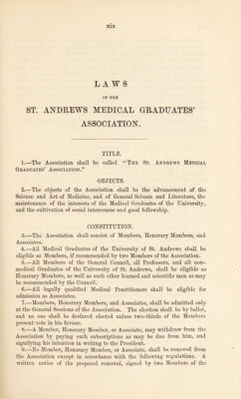 xix
LAWS
OF THE
ST. ANDREWS MEDICAL GRADUATES'
ASSOCIATION.
TITLE.
1.—The Association shall be called "THE ST. ANDREWS MEDICAL
GRADUATES' ASSOCIATION."
OBJECTS.
2.—The objects of the Association shall be the advancement of the
Science and Art of Medicine, and of General Science and Literature, the
maintenance of the interests of the Medical Graduates of the University,
and the cultivation of social intercourse and good fellowship.
CONSTITUTION.
3.—The Association shall consist of Members, Honorary Members, and
Associates.
4.—All Medical Graduates of the University of St. Andrews shall be
eligible as Members, if recommended by two Members of the Association.
5.—All Members of the General Council, all Professors, and all non-
medical Graduates of the University of St. Andrews, shall be eligible as
Honorary Members, as well as such other learned and scientific men as may
be recommended by the Council.
6.—All legally qualified Medical Practitioners shall be eligible for
admission as Associates.
7.—Members, Honorary Members, and Associates, shall be admitted only
at the General Sessions of the Association. The election shall be by ballot,
and no one shall be declared elected unless two-thirds of the Members
present vote in his favour.
8.—A Member, Honorary Member, or Associate, may withdraw from the
Association by paying such subscriptions as may be due from him, and
signifying his intention in writing to the President.
9.—No Member, Honorary Member, or Associate, shall be removed from
the Association except in accordance with the following regulations. A
written notice of the proposed removal, signed by two Members of the